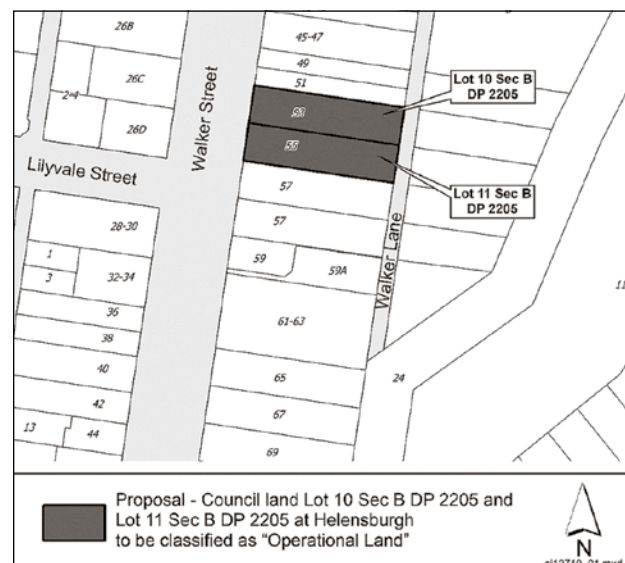 26B
45-47
49
51
26C
2-4
26D
Walker Street
Lot 10 Sec B
DP 2205
53
55
Lilyvale Street
57
Lot 11 Sec B
DP 2205
28-30
57
1
3
32-34
59
59A
Walker Lane
11
36
38
61-63
40
65
24
42
67
13
44
69
Proposal - Council land Lot 10 Sec B DP 2205 and
Lot 11 Sec B DP 2205 at Helensburgh
to be classified as "Operational Land"
N